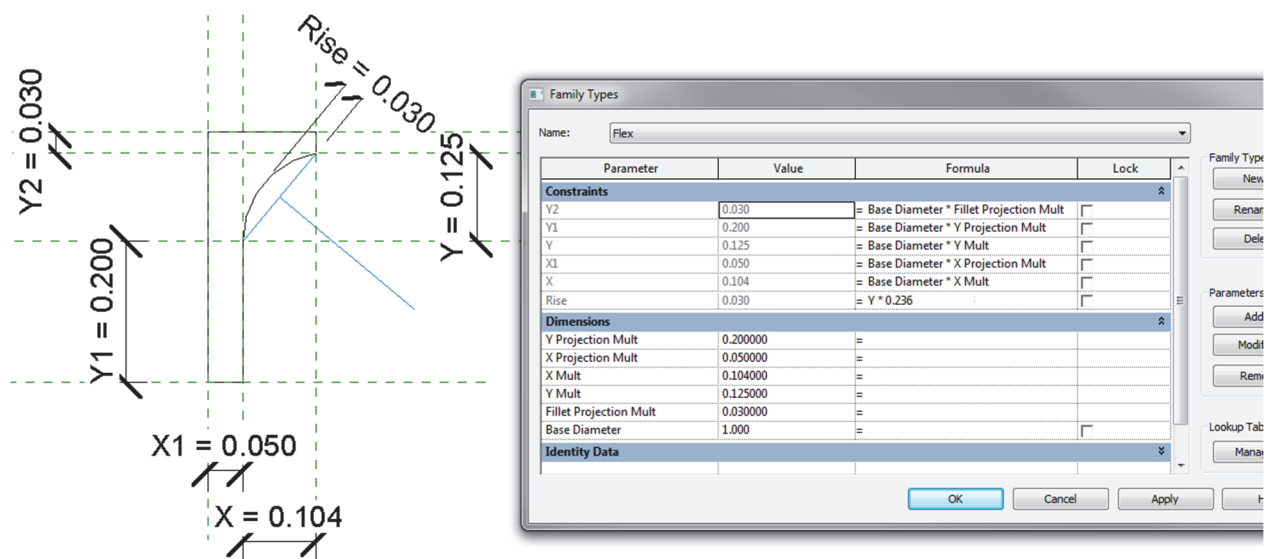 Rise = 0.030
Y2 = 0.030
Y = 0.125
Y1 = 0.200
X1 = 0.050
X = 0.104
Family Types
Name: Flex
Parameter Value Formula Lock
Constraints
Y2 0.030 = Base Diameter * Fillet Projection Mult
Y1 0.200 = Base Diameter * Y Projection Mult
Y 0.125 = Base Diameter * Y Mult
X1 0.050 = Base Diameter * X Projection Mult
X 0.104 = Base Diameter * X Mult
Rise 0.030 = Y * 0.236
Dimensions
Y Projection Mult 0.200000 =
X Projection Mult 0.050000 =
X Mult 0.104000 =
Y Mult 0.125000 =
Fillet Projection Mult 0.030000 =
Base Diameter 1.000 =
Identity Data
OK Cancel Apply H
Family Type
New
Renar
Dele
Parameters
Add
Modif
Rem
Lookup Tab
Mana